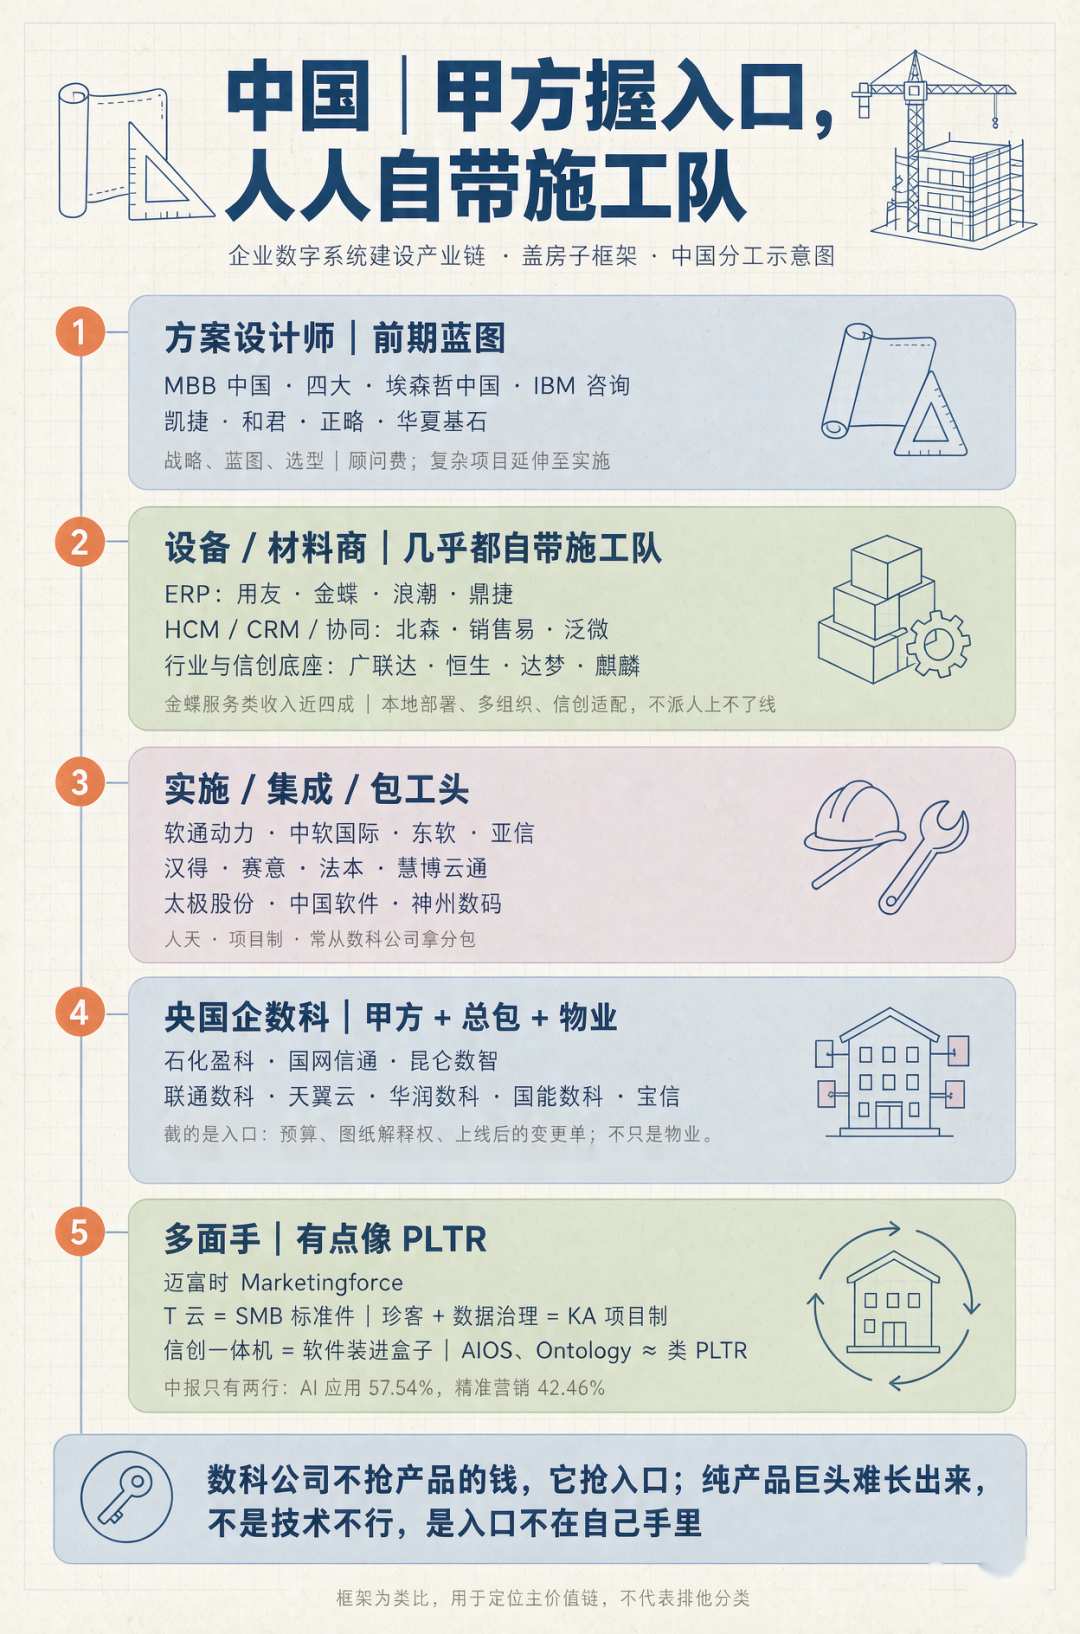 中国｜甲方握入口，
人人自带施工队
企业数字系统建设产业链 · 盖房子框架 · 中国分工示意图
1
方案设计师｜前期蓝图
MBB 中国 · 四大 · 埃森哲中国 · IBM 咨询
凯捷 · 和君 · 正略 · 华夏基石
战略、蓝图、选型｜顾问费；复杂项目延伸至实施
2
设备 / 材料商｜几乎都自带施工队
ERP：用友 · 金蝶 · 浪潮 · 鼎捷
HCM / CRM / 协同：北森 · 销售易 · 泛微
行业与信创底座：广联达 · 恒生 · 达梦 · 麒麟
金蝶服务类收入近四成｜本地部署、多组织、信创适配，不派人上不了线
3
实施 / 集成 / 包工头
软通动力 · 中软国际 · 东软 · 亚信
汉得 · 赛意 · 法本 · 慧博云通
太极股份 · 中国软件 · 神州数码
人天 · 项目制 · 常从数科公司拿分包
4
央国企数科｜甲方 + 总包 + 物业
石化盈科 · 国网信通 · 昆仑数智
联通数科 · 天翼云 · 华润数科 · 国能数科 · 宝信
截的是入口：预算、图纸解释权、上线后的变更单；不只是物业。
5
多面手｜有点像 PLTR
迈富时 Marketingforce
T 云 = SMB 标准件｜珍客 + 数据治理 = KA 项目制
信创一体机 = 软件装进盒子｜AIOS、Ontology ≈ 类 PLTR
中报只有两行：AI 应用 57.54%，精准营销 42.46%
数科公司不抢产品的钱，它抢入口；纯产品巨头难长出来，
不是技术不行，是入口不在自己手里
框架为类比，用于定位主价值链，不代表排他分类